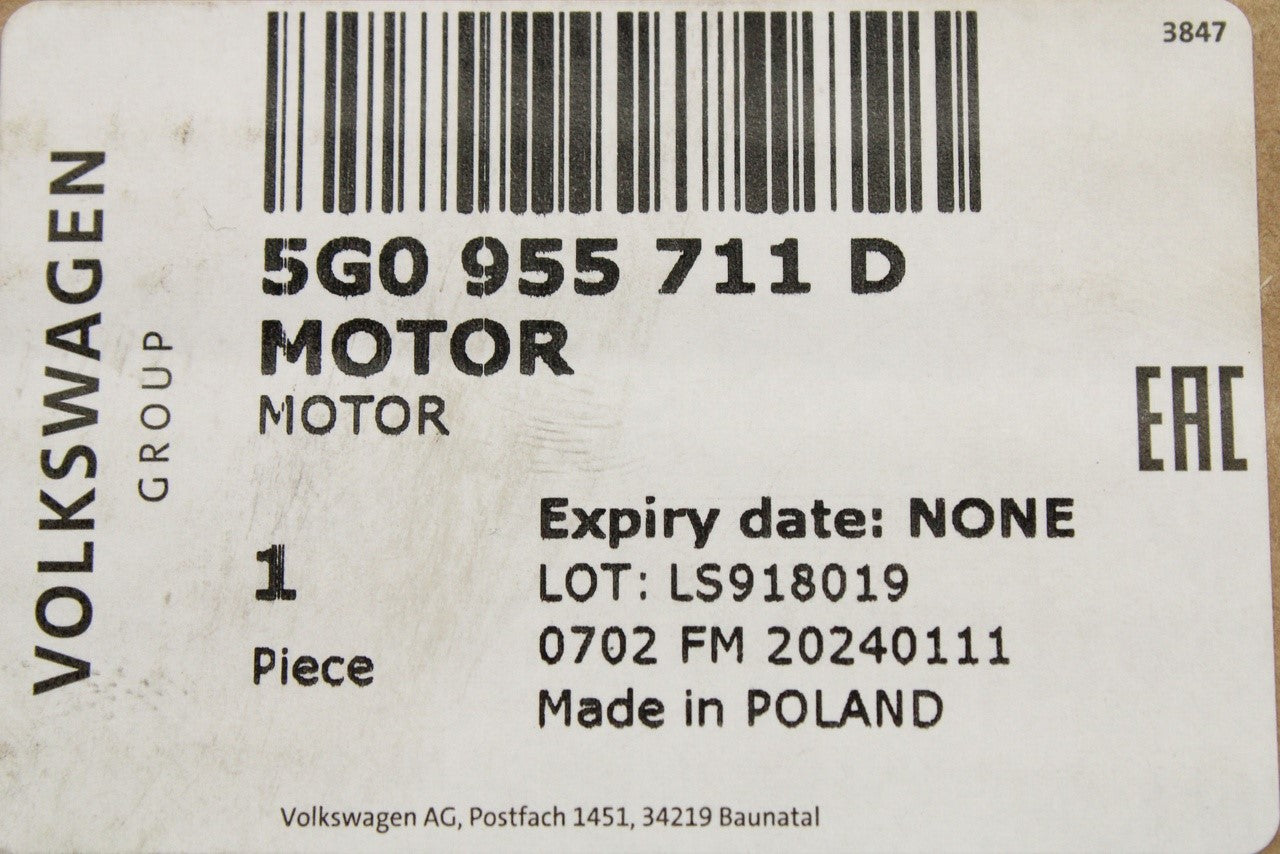 3847
VOLKSWAGEN
GROUP
5G0 955 711 D
MOTOR
MOTOR
EAC
1
Piece
Expiry date: NONE
LOT: LS918019
0702 FM 20240111
Made in POLAND
Volkswagen AG, Postfach 1451, 34219 Baunatal